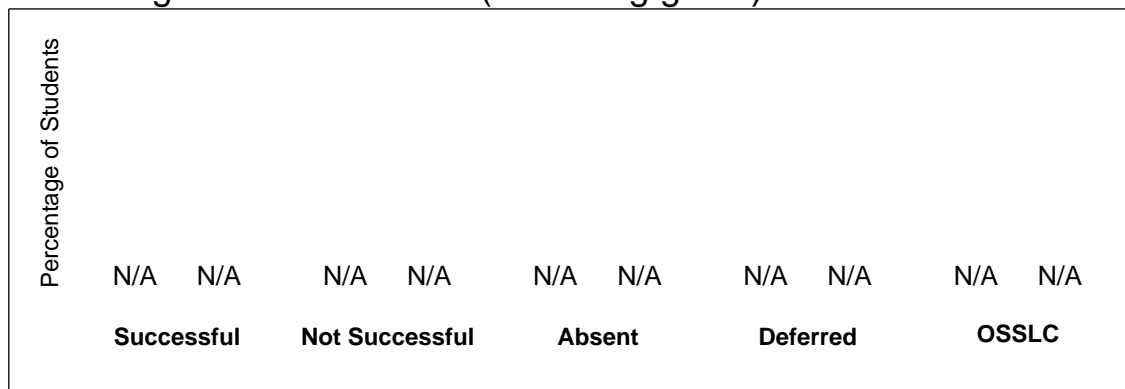 Percentage of Students
N/A N/A N/A N/A N/A N/A N/A N/A N/A N/A
Successful Not Successful Absent Deferred OSSLC